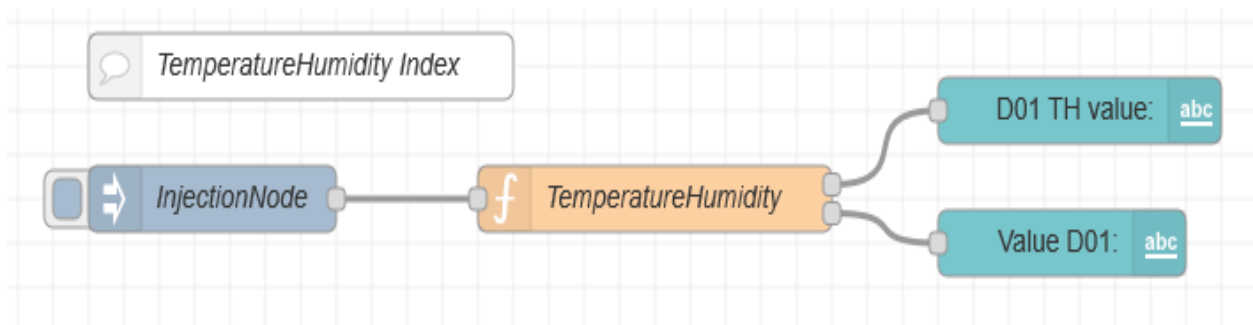 TemperatureHumidity Index
D01 TH value:
abc
InjectionNode
TemperatureHumidity
Value D01:
abc